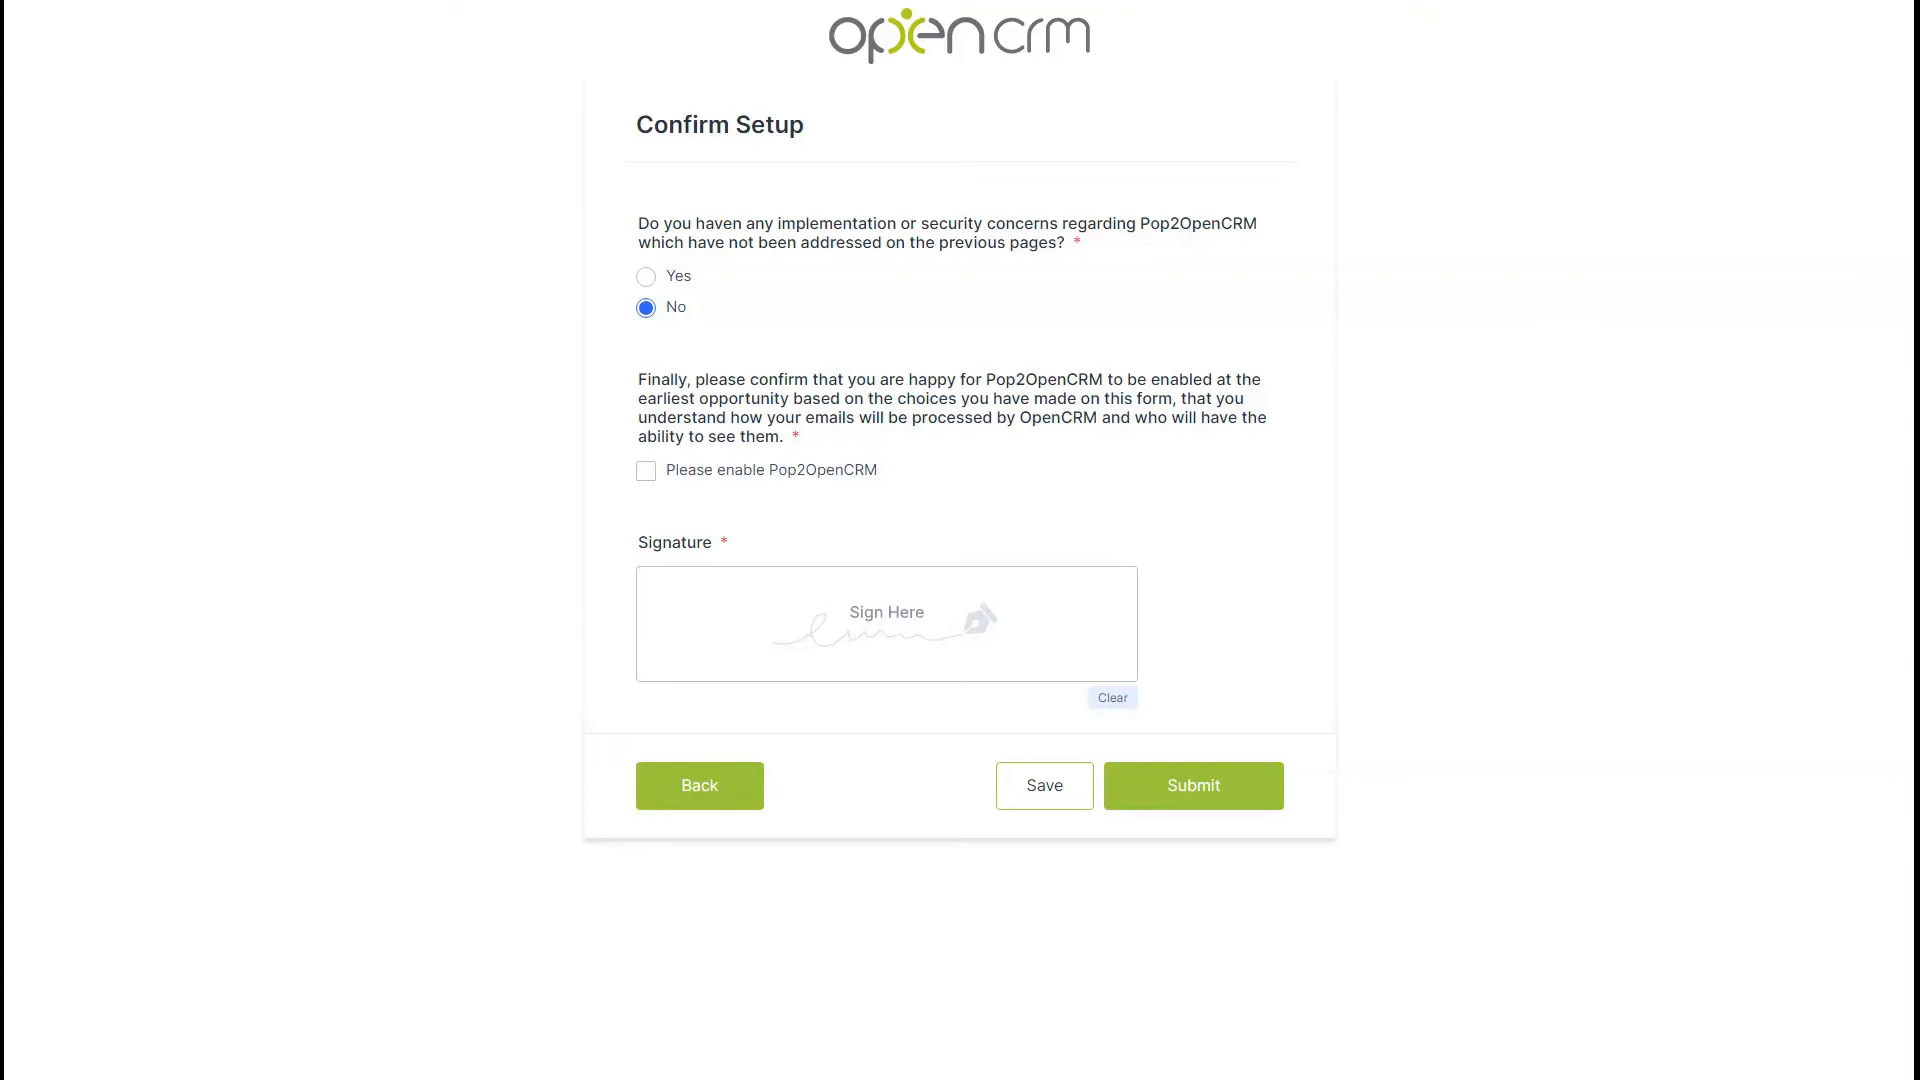 open crm
Confirm Setup
Do you haven any implementation or security concerns regarding Pop2OpenCRM
which have not been addressed on the previous pages? *
Yes
No
Finally, please confirm that you are happy for Pop2OpenCRM to be enabled at the
earliest opportunity based on the choices you have made on this form, that you
understand how your emails will be processed by OpenCRM and who will have the
ability to see them. *
Please enable Pop2OpenCRM
Signature *
Sign Here
Clear
Back
Save
Submit